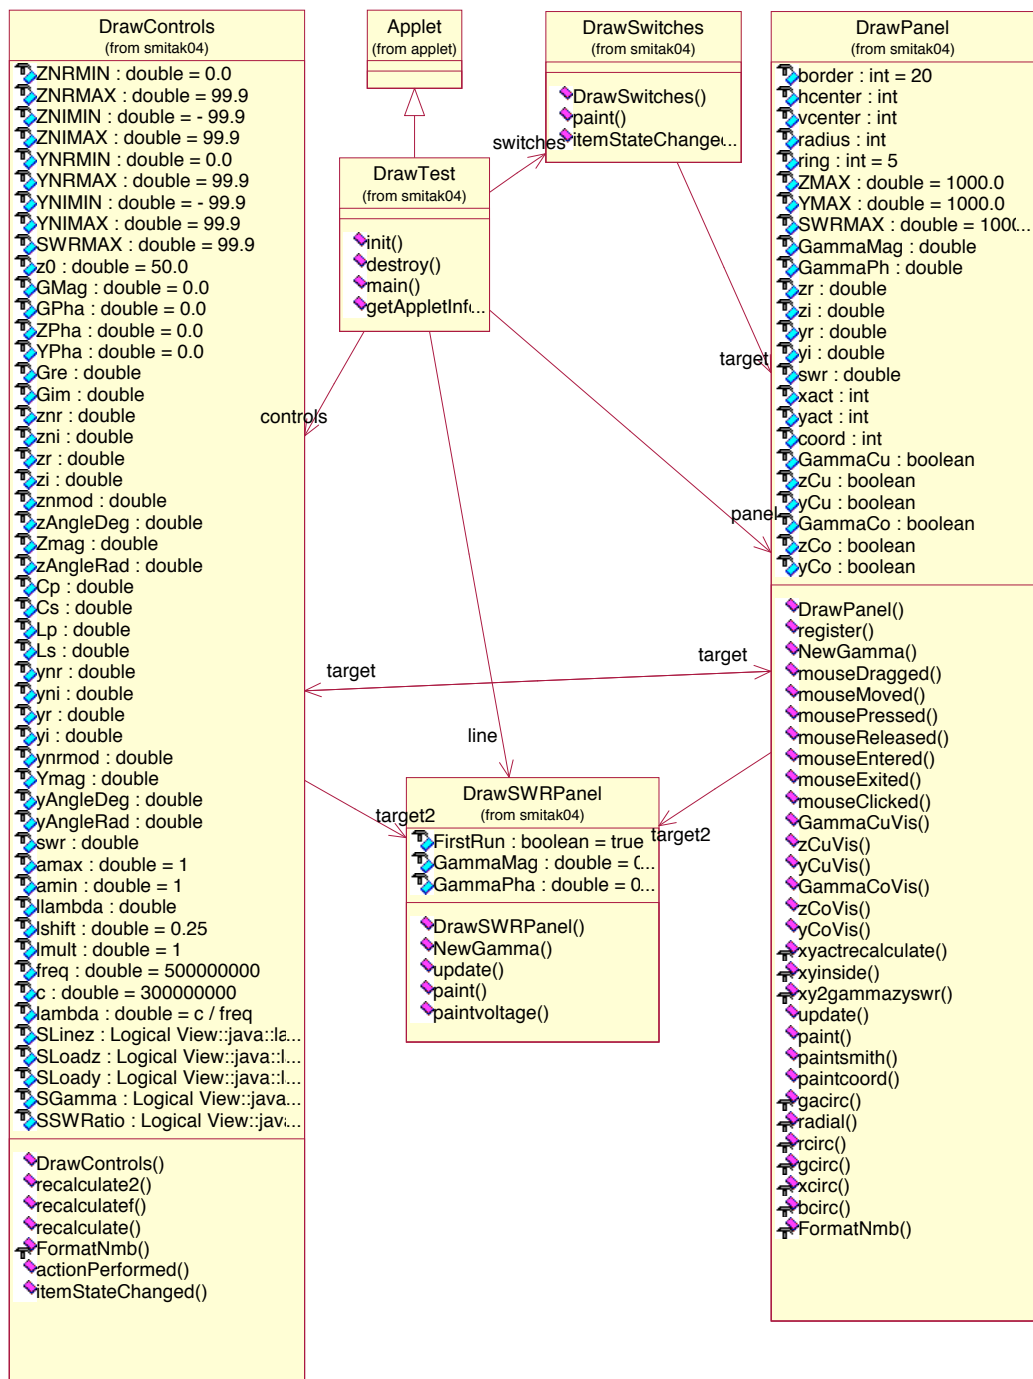 DrawControls
(from smitak04)
ZNRMIN : double = 0.0
ZNRMAX : double = 99.9
ZNIMIN : double = - 99.9
ZNIMAX : double = 99.9
YNRMIN : double = 0.0
YNRMAX : double = 99.9
YNIMIN : double = - 99.9
YNIMAX : double = 99.9
SWRMAX : double = 99.9
z0 : double = 50.0
GMag : double = 0.0
GPha : double = 0.0
ZPha : double = 0.0
YPha : double = 0.0
Gre : double
Gim : double
znr : double
zni : double
zr : double
zi : double
znmod : double
zAngleDeg : double
Zmag : double
zAngleRad : double
Cp : double
Cs : double
Lp : double
Ls : double
ynr : double
yni : double
yr : double
yi : double
ynrmod : double
Ymag : double
yAngleDeg : double
yAngleRad : double
swr : double
amax : double = 1
amin : double = 1
llambda : double
lshift : double = 0.25
lmult : double = 1
freq : double = 500000000
c : double = 300000000
lambda : double = c / freq
SLinez : Logical View::java::la...
SLoadz : Logical View::java::l...
SLoady : Logical View::java::l...
SGamma : Logical View::java...
SSWRatio : Logical View::java...
DrawControls()
recalculate2()
recalculatef()
recalculate()
FormatNmb()
actionPerformed()
itemStateChanged()
Applet
(from applet)
DrawTest
(from smitak04)
init()
destroy()
main()
getAppletInfo...
DrawSwitches
(from smitak04)
DrawSwitches()
paint()
itemStateChange...
switches
controls
line
panel
target
target
target
target2
target2
DrawSWRPanel
(from smitak04)
FirstRun : boolean = true
GammaMag : double = 0...
GammaPha : double = 0...
DrawSWRPanel()
NewGamma()
update()
paint()
paintvoltage()
DrawPanel
(from smitak04)
border : int = 20
hcenter : int
vcenter : int
radius : int
ring : int = 5
ZMAX : double = 1000.0
YMAX : double = 1000.0
SWRMAX : double = 100...
GammaMag : double
GammaPh : double
zr : double
zi : double
yr : double
yi : double
swr : double
xact : int
yact : int
coord : int
GammaCu : boolean
zCu : boolean
yCu : boolean
GammaCo : boolean
zCo : boolean
yCo : boolean
DrawPanel()
register()
NewGamma()
mouseDragged()
mouseMoved()
mousePressed()
mouseReleased()
mouseEntered()
mouseExited()
mouseClicked()
GammaCuVis()
zCuVis()
yCuVis()
GammaCoVis()
zCoVis()
yCoVis()
xyactrecalculate()
xyinside()
xy2gammazyswr()
update()
paint()
paintsmith()
paintcoord()
gacirc()
radial()
rcirc()
gcirc()
xcirc()
bcirc()
FormatNmb()